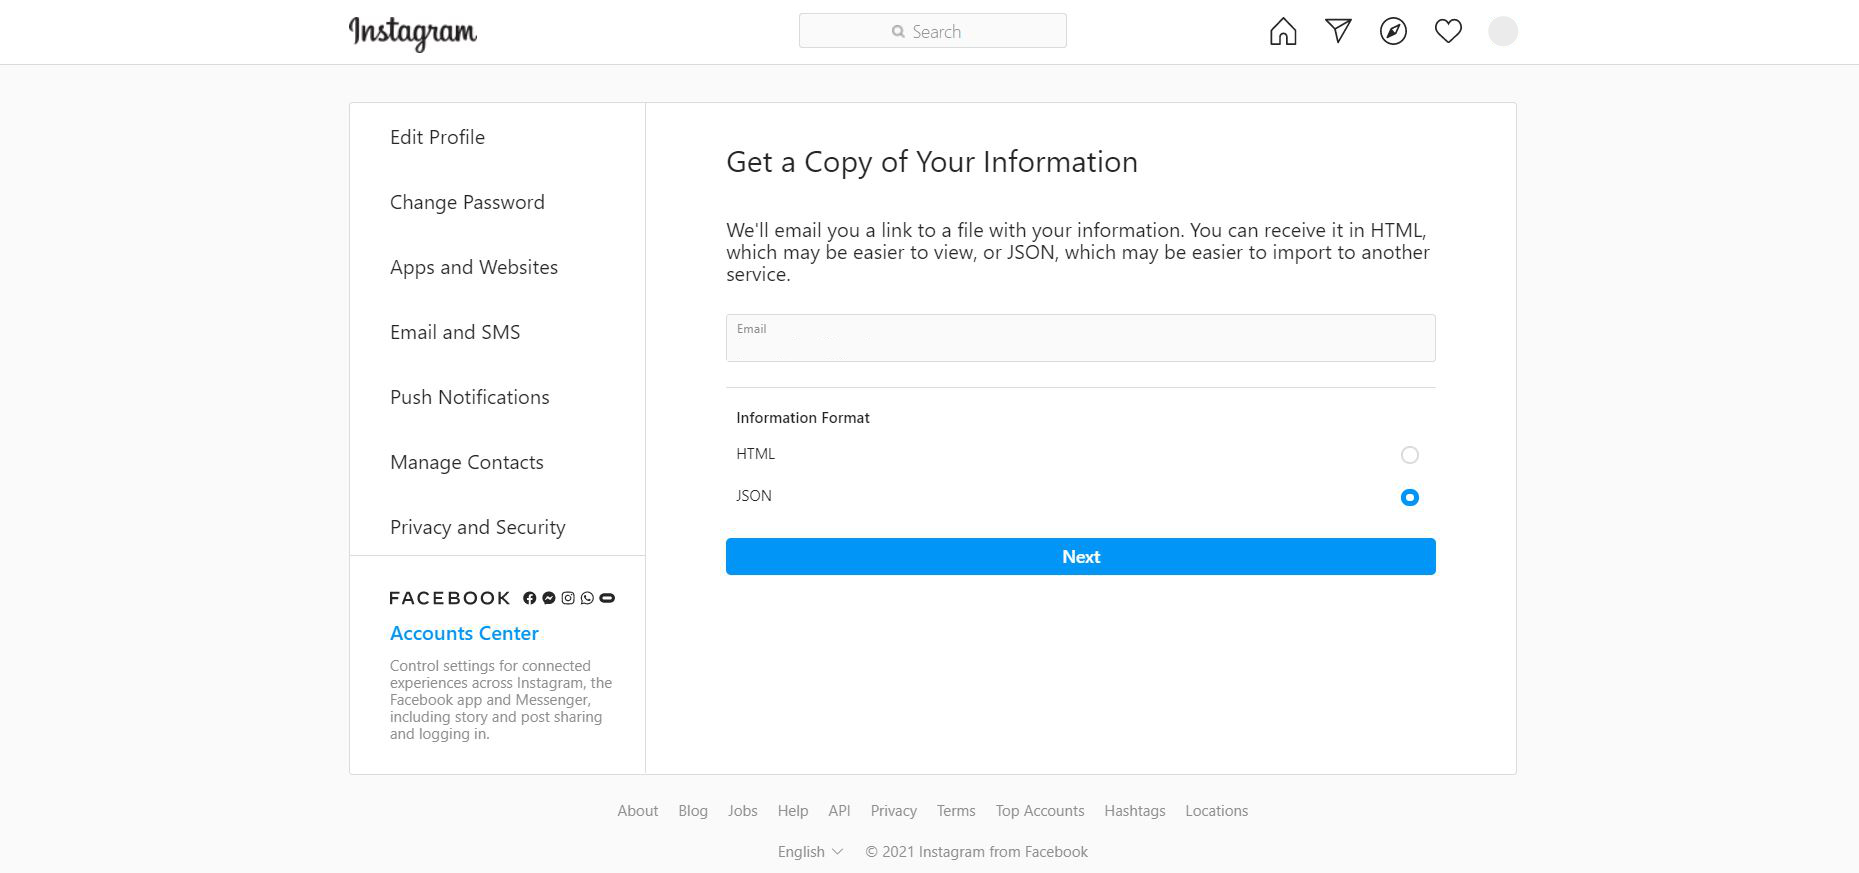 Instagram
Search
Edit Profile
Change Password
Apps and Websites
Email and SMS
Push Notifications
Manage Contacts
Privacy and Security
FACEBOOK
Accounts Center
Control settings for connected
experiences across Instagram, the
Facebook app and Messenger,
including story and post sharing
and logging in.
Get a Copy of Your Information
We'll email you a link to a file with your information. You can receive it in HTML,
which may be easier to view, or JSON, which may be easier to import to another
service.
Email
Information Format
HTML
JSON
Next
About Blog Jobs Help API Privacy Terms Top Accounts Hashtags Locations
English © 2021 Instagram from Facebook